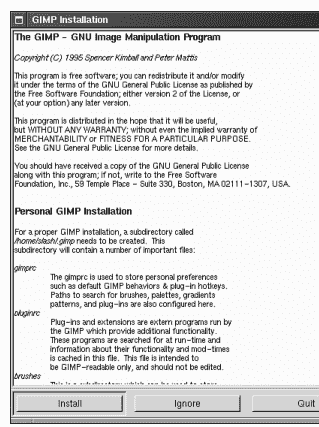 GIMP Installation
The GIMP - GNU Image Manipulation Program
Copyright (C) 1995 Spencer Kimball and Peter Mattis
This program is free software; you can redistribute it and/or modify
it under the terms of the GNU General Public License as published by
the Free Software Foundation; either version 2 of the License, or
(at your option) any later version.
This program is distributed in the hope that it will be useful,
but WITHOUT ANY WARRANTY; without even the implied warranty of
MERCHANTABILITY or FITNESS FOR A PARTICULAR PURPOSE.
See the GNU General Public License for more details.
You should have received a copy of the GNU General Public License
along with this program; if not, write to the Free Software
Foundation, Inc., 59 Temple Place - Suite 330, Boston, MA 02111-1307, USA.
Personal GIMP Installation
For a proper GIMP installation, a subdirectory called
/home/slash/.gimp needs to be created. This
subdirectory will contain a number of important files:
gimprc
The gimprc is used to store personal preferences
such as default GIMP behaviors & plug-in hotkeys.
Paths to search for brushes, palettes, gradients
patterns, and plug-ins are also configured here.
pluginrc
Plug-ins and extensions are extern programs run by
the GIMP which provide additional functionality.
These programs are searched for at run-time and
information about their functionality and mod-times
is cached in this file. This file is intended to
be GIMP-readable only, and should not be edited.
brushes
This is a subdirectory which can be used to store
Install
Ignore
Quit